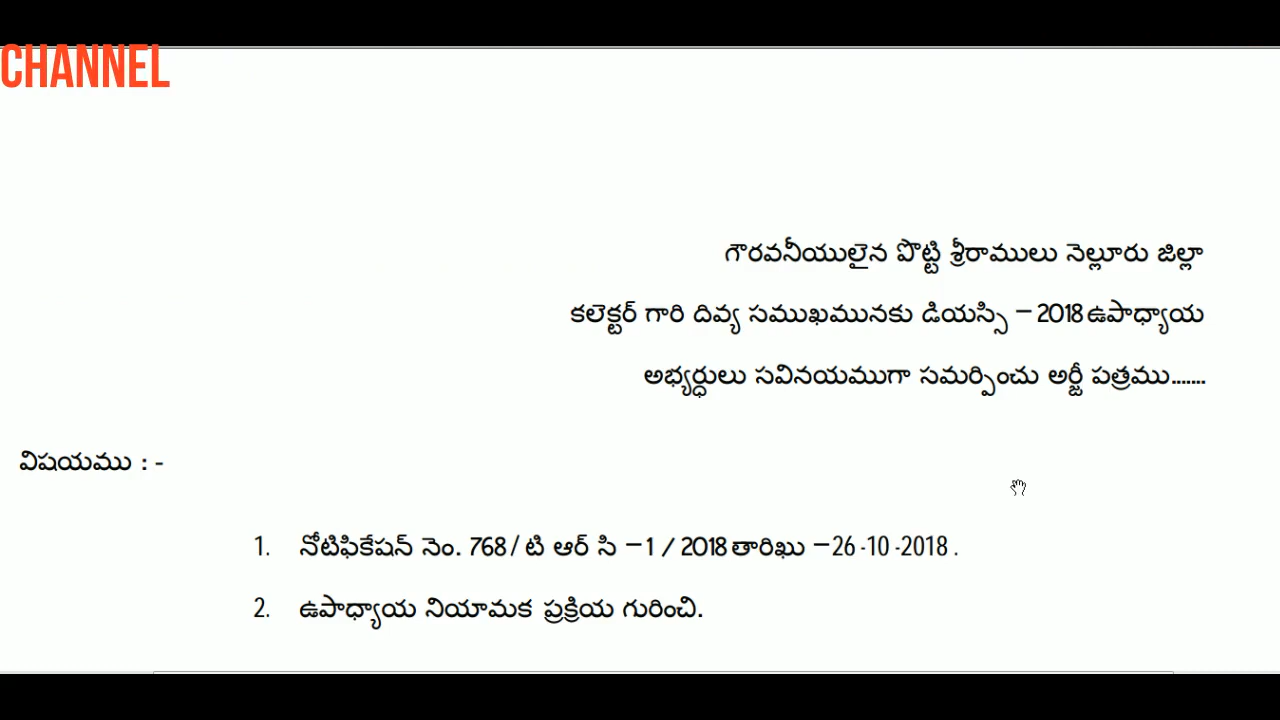 CHANNEL
గౌరవనీయులైన పొట్టి శ్రీరాములు నెల్లూరు జిల్లా
కలెక్టర్ గారి దివ్య సముఖమునకు డియస్సి – 2018 ఉపాధ్యాయ
అభ్యర్ధులు సవినయముగా సమర్పించు అర్జీ పత్రము.......
విషయము : -
1. నోటిఫికేషన్ నెం. 768 / టి ఆర్ సి – 1 / 2018 తారిఖు – 26 -10 -2018 .
2. ఉపాధ్యాయ నియామక ప్రక్రియ గురించి.